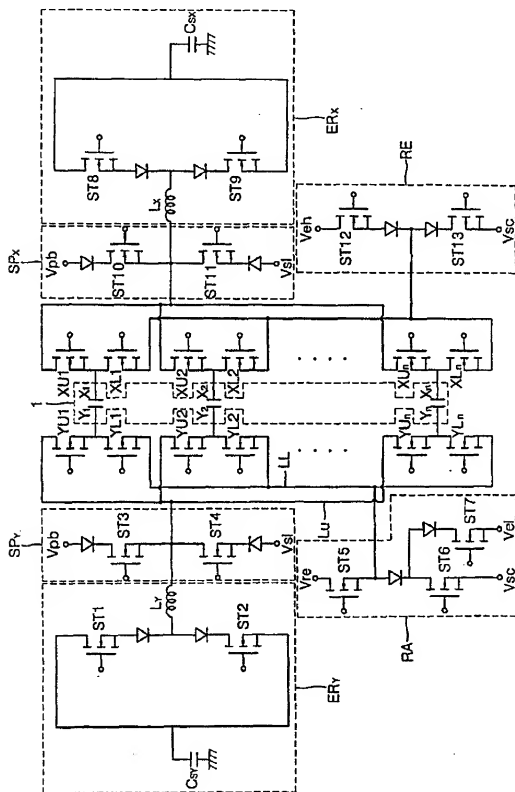 CSX
ERX
ST8
ST9
LX
SPX
Vpb
ST10
ST11
Vsl
RE
Veh
ST12
ST13
Vsc
1
XU1
X1
XL1
XU2
X2
XL2
XUn
Xn
XLn
YU1
Y1
YL1
YU2
Y2
YL2
YUn
Yn
YLn
LL
LU
SPY
Vpb
ST3
ST4
Vsl
LY
ST1
ST2
CSY
ERY
Vre
ST5
ST6
ST7
Vel
Vsc
RA